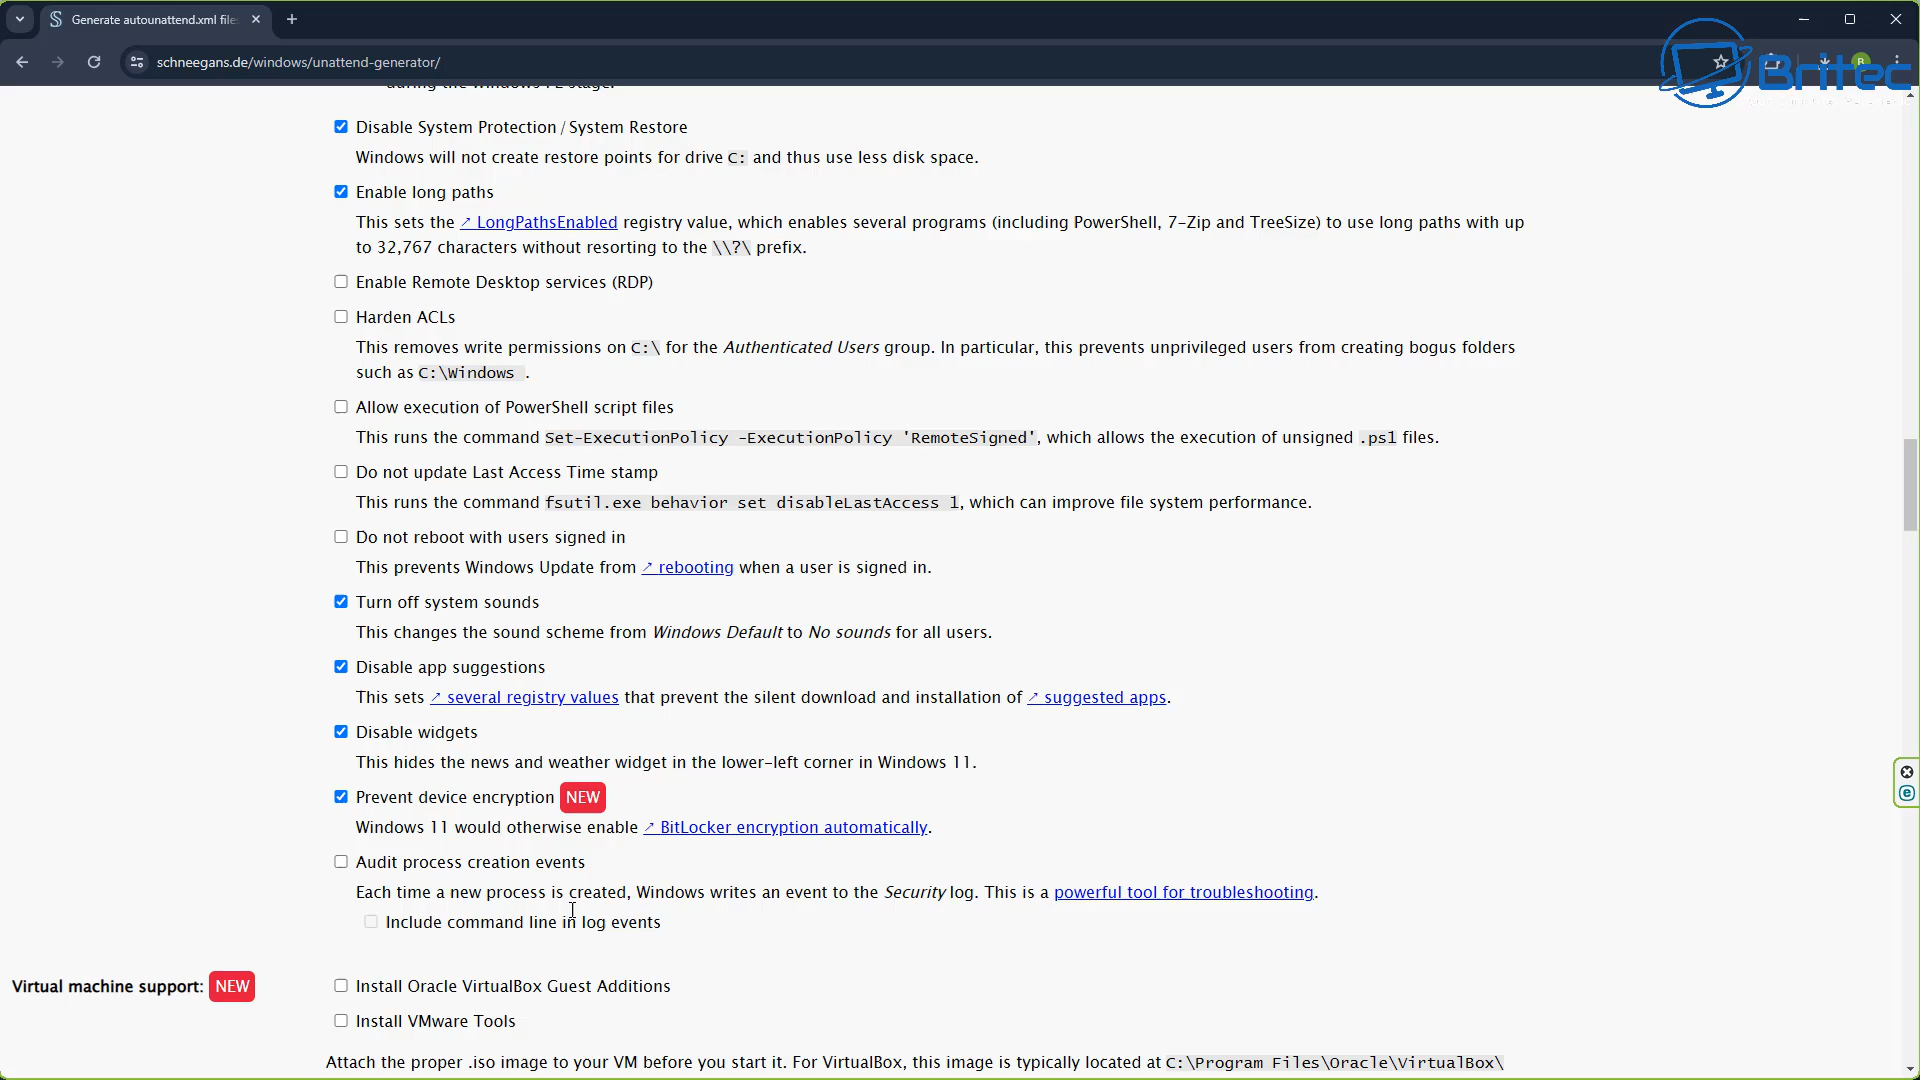 Generate autounattend.xml file
schneegans.de/windows/unattend-generator/
B
Britec
during the Windows PE stage.
Disable System Protection / System Restore
Windows will not create restore points for drive C: and thus use less disk space.
Enable long paths
This sets the ↗ LongPathsEnabled registry value, which enables several programs (including PowerShell, 7-Zip and TreeSize) to use long paths with up
to 32,767 characters without resorting to the \\?\ prefix.
Enable Remote Desktop services (RDP)
Harden ACLs
This removes write permissions on C:\ for the Authenticated Users group. In particular, this prevents unprivileged users from creating bogus folders
such as C:\Windows .
Allow execution of PowerShell script files
This runs the command Set-ExecutionPolicy -ExecutionPolicy 'RemoteSigned', which allows the execution of unsigned .ps1 files.
Do not update Last Access Time stamp
This runs the command fsutil.exe behavior set disableLastAccess 1, which can improve file system performance.
Do not reboot with users signed in
This prevents Windows Update from ↗ rebooting when a user is signed in.
Turn off system sounds
This changes the sound scheme from Windows Default to No sounds for all users.
Disable app suggestions
This sets ↗ several registry values that prevent the silent download and installation of ↗ suggested apps.
Disable widgets
This hides the news and weather widget in the lower-left corner in Windows 11.
Prevent device encryption NEW
Windows 11 would otherwise enable ↗ BitLocker encryption automatically.
Audit process creation events
Each time a new process is created, Windows writes an event to the Security log. This is a powerful tool for troubleshooting.
Include command line in log events
Virtual machine support: NEW
Install Oracle VirtualBox Guest Additions
Install VMware Tools
Attach the proper .iso image to your VM before you start it. For VirtualBox, this image is typically located at C:\Program Files\Oracle\VirtualBox\